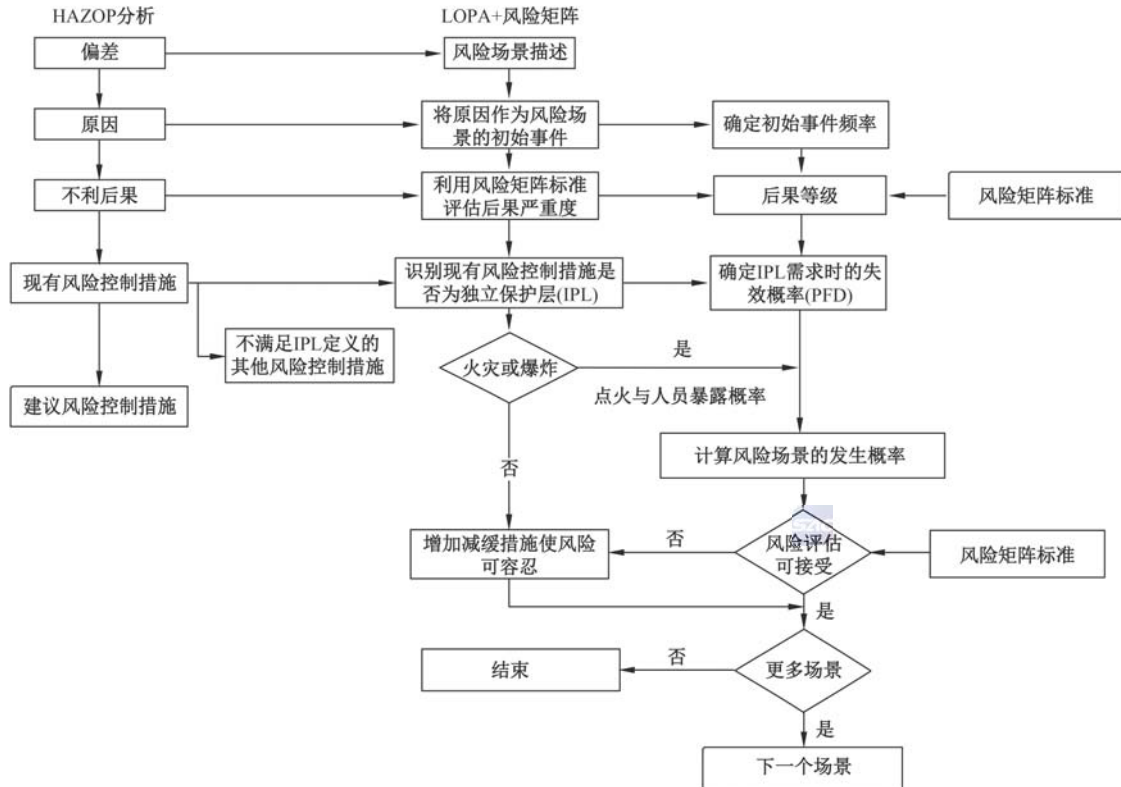 HAZOP分析
LOPA+风险矩阵
偏差
风险场景描述
原因
将原因作为风险场
景的初始事件
确定初始事件频率
不利后果
利用风险矩阵标准
评估后果严重度
后果等级
风险矩阵标准
现有风险控制措施
识别现有风险控制措施是
否为独立保护层(IPL)
确定IPL需求时的失
效概率(PFD)
不满足IPL定义的
其他风险控制措施
火灾或爆炸
是
点火与人员暴露概率
建议风险控制措施
否
计算风险场景的发生概率
增加减缓措施使风险
可容忍
否
风险评估
可接受
风险矩阵标准
是
结束
否
更多场景
是
下一个场景